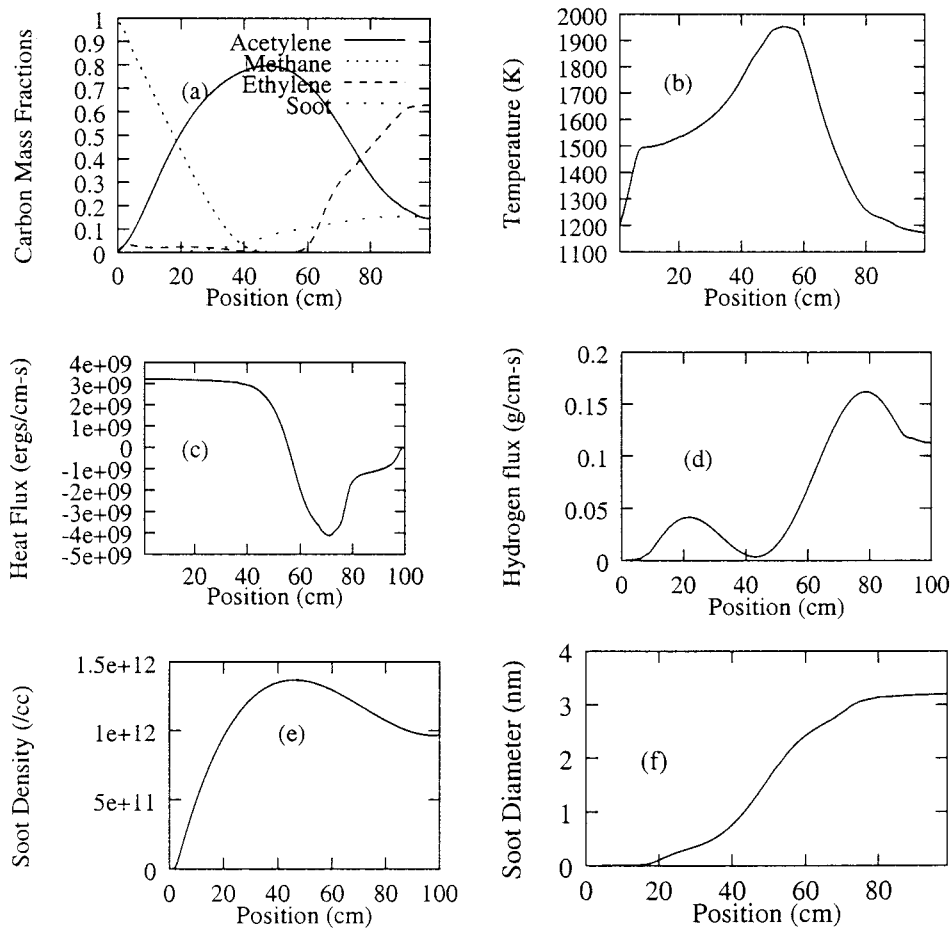 Carbon Mass Fractions
1
0.9
0.8
0.7
0.6
0.5
0.4
0.3
0.2
0.1
0
Acetylene
Methane
Ethylene
Soot
(a)
0 20 40 60 80
Position (cm)
Temperature (K)
2000
1900
1800
1700
1600
1500
1400
1300
1200
1100
(b)
20 40 60 80
Position (cm)
Heat Flux (ergs/cm-s)
4e+09
3e+09
2e+09
1e+09
0
-1e+09
-2e+09
-3e+09
-4e+09
-5e+09
(c)
20 40 60 80 100
Position (cm)
Hydrogen flux (g/cm-s)
0.2
0.15
0.1
0.05
0
(d)
0 20 40 60 80 100
Position (cm)
Soot Density (/cc)
1.5e+12
1e+12
5e+11
0
(e)
0 20 40 60 80 100
Position (cm)
Soot Diameter (nm)
4
3
2
1
0
(f)
0 20 40 60 80
Position (cm)